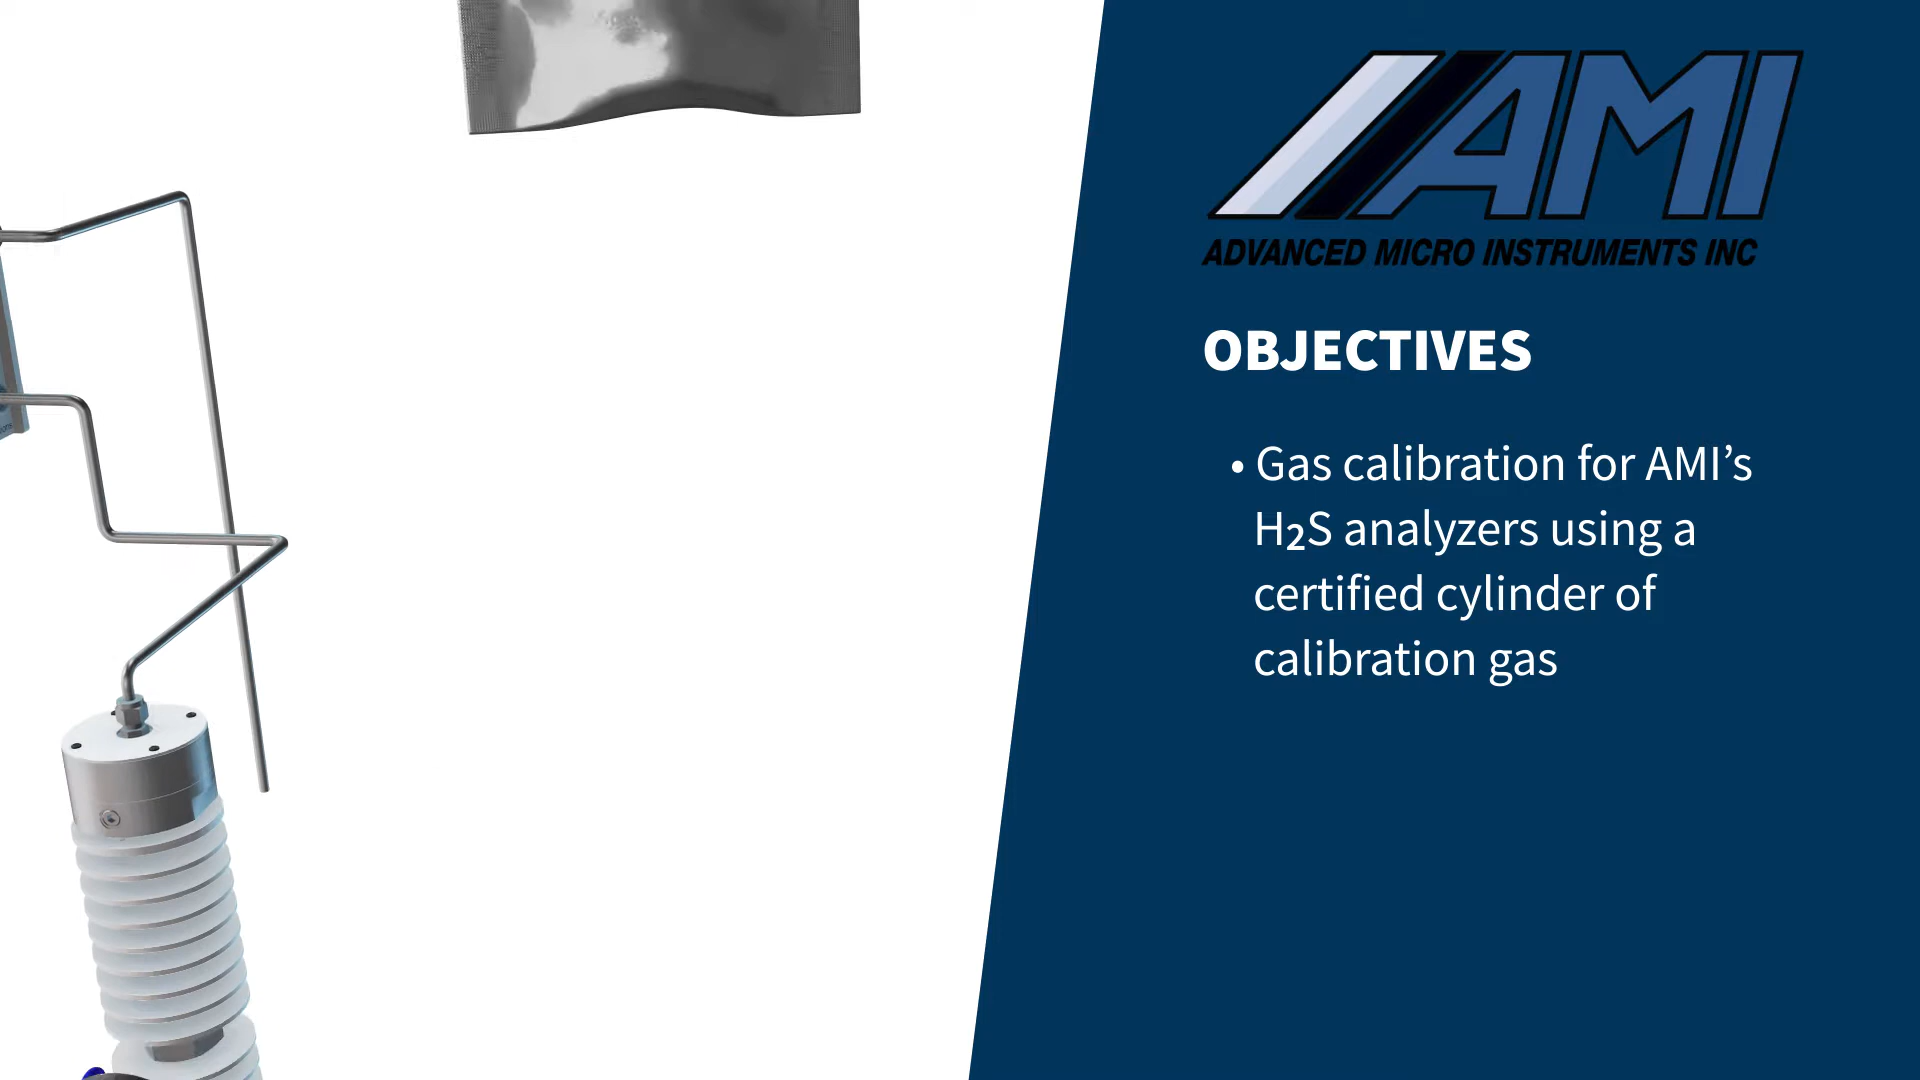 AMI
ADVANCED MICRO INSTRUMENTS INC
OBJECTIVES
• Gas calibration for AMI’s
H₂S analyzers using a
certified cylinder of
calibration gas